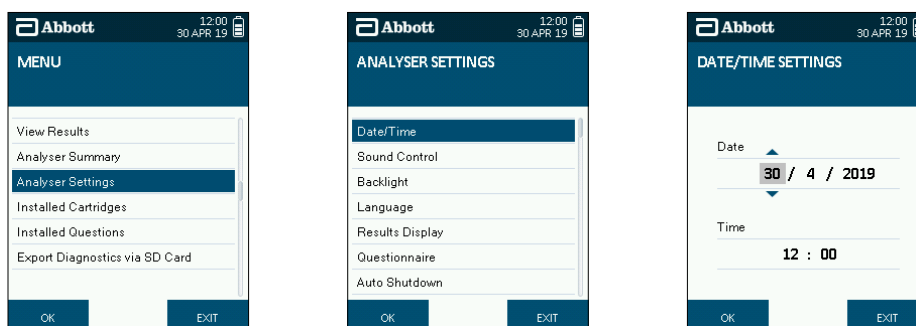 Abbott
12:00
30 APR 19
MENU
View Results
Analyser Summary
Analyser Settings
Installed Cartridges
Installed Questions
Export Diagnostics via SD Card
OK EXIT
Abbott
12:00
30 APR 19
ANALYSER SETTINGS
Date/Time
Sound Control
Backlight
Language
Results Display
Questionnaire
Auto Shutdown
OK EXIT
Abbott
12:00
30 APR 19
DATE/TIME SETTINGS
Date
30 / 4 / 2019
Time
12 : 00
OK EXIT